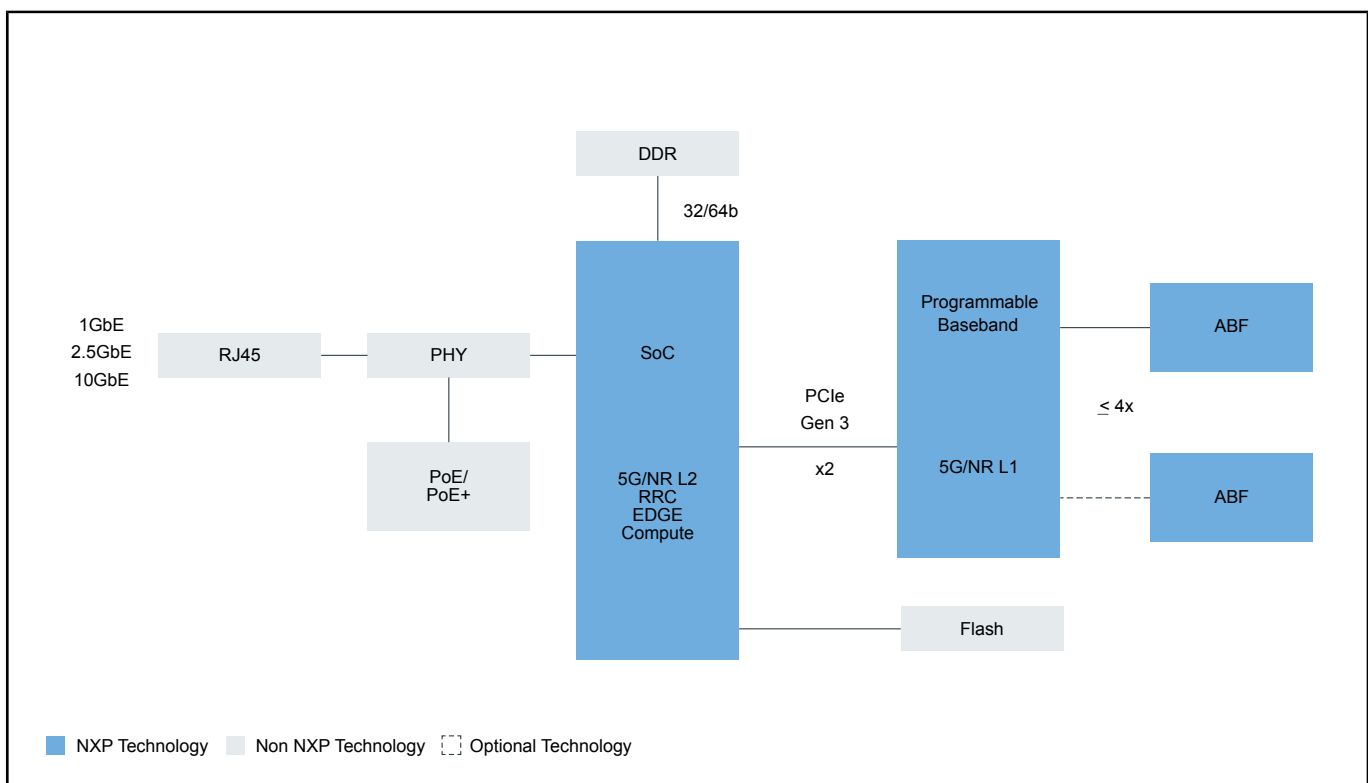 DDR
32/64b
1GbE
2.5GbE
10GbE
RJ45
PHY
PoE/
PoE+
SoC
5G/NR L2
RRC
EDGE
Compute
PCIe
Gen 3
x2
Programmable
Baseband
5G/NR L1
ABF
≤ 4x
ABF
Flash
NXP Technology
Non NXP Technology
Optional Technology